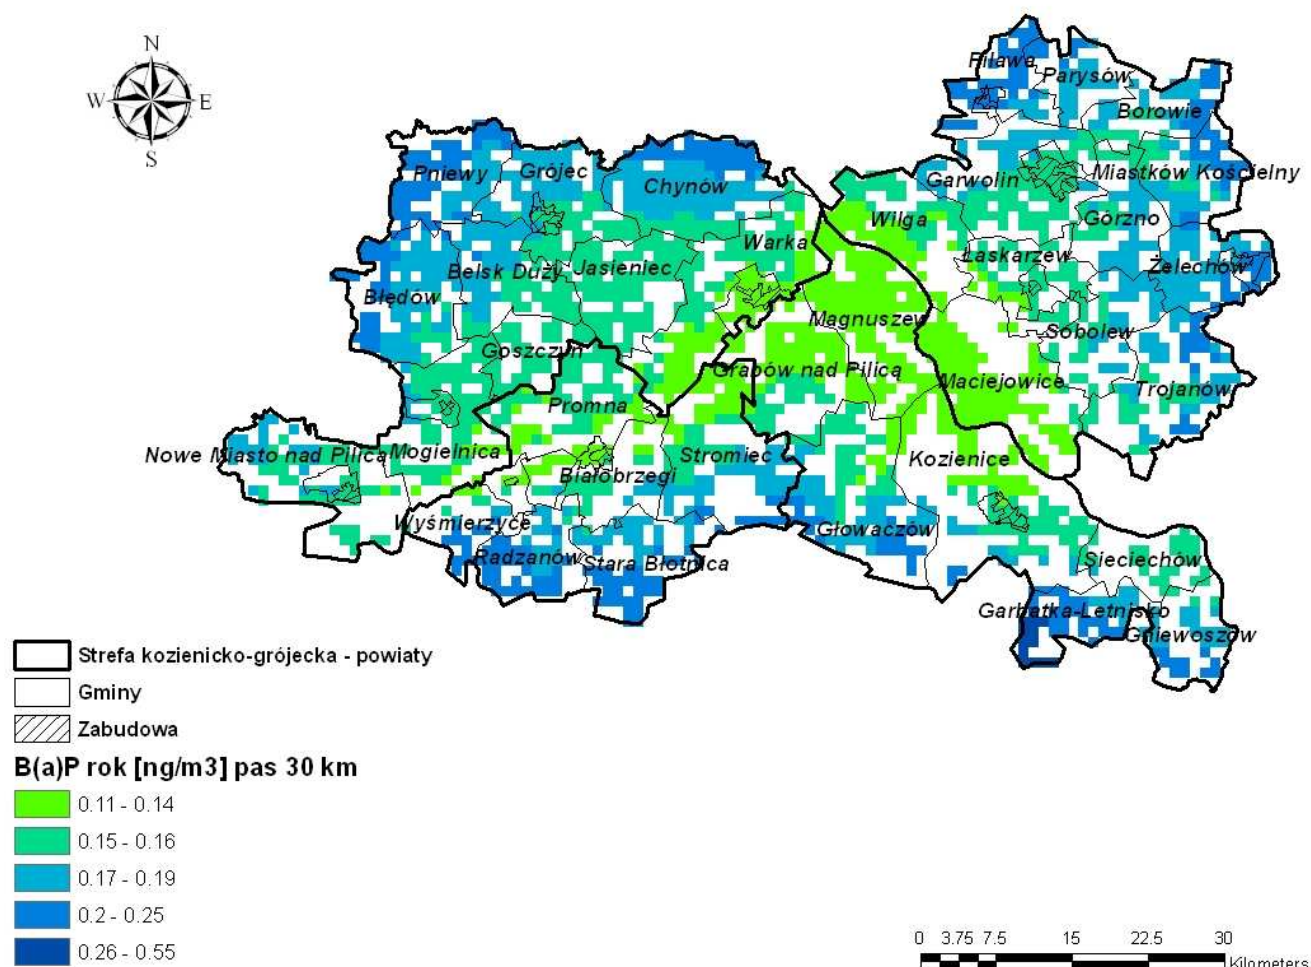 N
W E
S
Pilawa
Parysów
Borowie
Pniewy
Grójec
Chynów
Garwolin
Miastków Kościelny
Wilga
Górzno
Warka
Łaskarzew
Żelechów
Belsk Duży
Jasieniec
Błędów
Magnuszew
Sobolew
Goszczyn
Grabów nad Pilicą
Maciejowice
Trojanów
Promna
Nowe Miasto nad Pilicą
Mogielnica
Stromiec
Kozienice
Białobrzegi
Wyśmierzyce
Głowaczów
Radzanów
Stara Błotnica
Sieciechów
Garbatka-Letnisko
Gniewoszów
Strefa kozienicko-grójecka - powiaty
Gminy
Zabudowa
B(a)P rok [ng/m3] pas 30 km
0.11 - 0.14
0.15 - 0.16
0.17 - 0.19
0.2 - 0.25
0.26 - 0.55
0 3.75 7.5 15 22.5 30
Kilometers